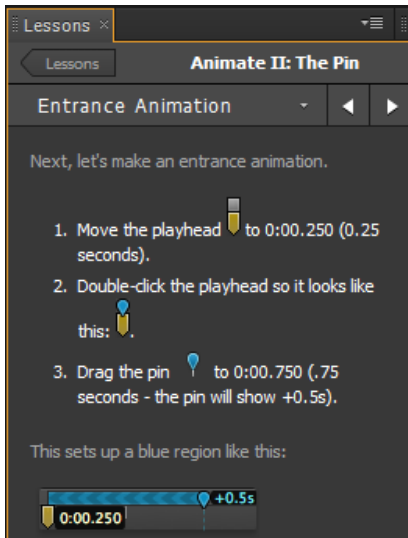 Lessons
Lessons
Animate II: The Pin
Entrance Animation
Next, let's make an entrance animation.
1. Move the playhead to 0:00.250 (0.25
seconds).
2. Double-click the playhead so it looks like
this: .
3. Drag the pin to 0:00.750 (.75
seconds - the pin will show +0.5s).
This sets up a blue region like this:
+0.5s
0:00.250